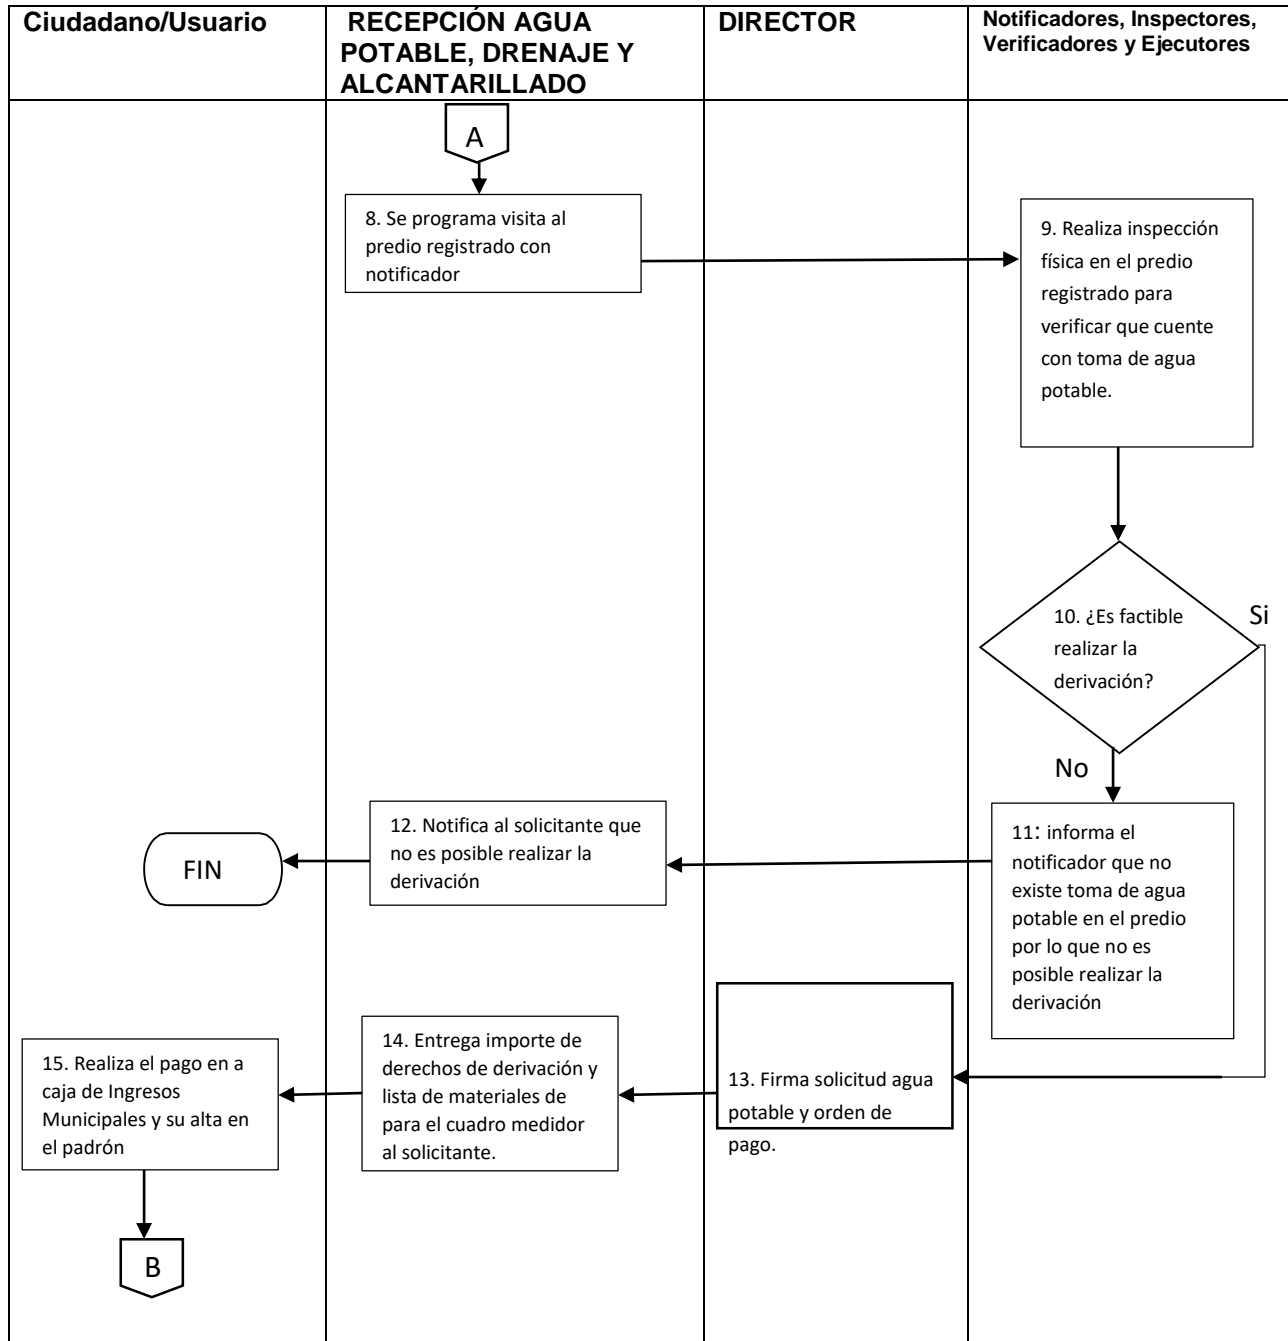 Ciudadano/Usuario
RECEPCIÓN AGUA
POTABLE, DRENAJE Y
ALCANTARILLADO
DIRECTOR
Notificadores, Inspectores,
Verificadores y Ejecutores
A
8. Se programa visita al
predio registrado con
notificador
9. Realiza inspección
física en el predio
registrado para
verificar que cuente
con toma de agua
potable.
10. ¿Es factible
realizar la
derivación?
Si
No
11: informa el
notificador que no
existe toma de agua
potable en el predio
por lo que no es
posible realizar la
derivación
12. Notifica al solicitante que
no es posible realizar la
derivación
FIN
13. Firma solicitud agua
potable y orden de
pago.
14. Entrega importe de
derechos de derivación y
lista de materiales de
para el cuadro medidor
al solicitante.
15. Realiza el pago en a
caja de Ingresos
Municipales y su alta en
el padrón
B